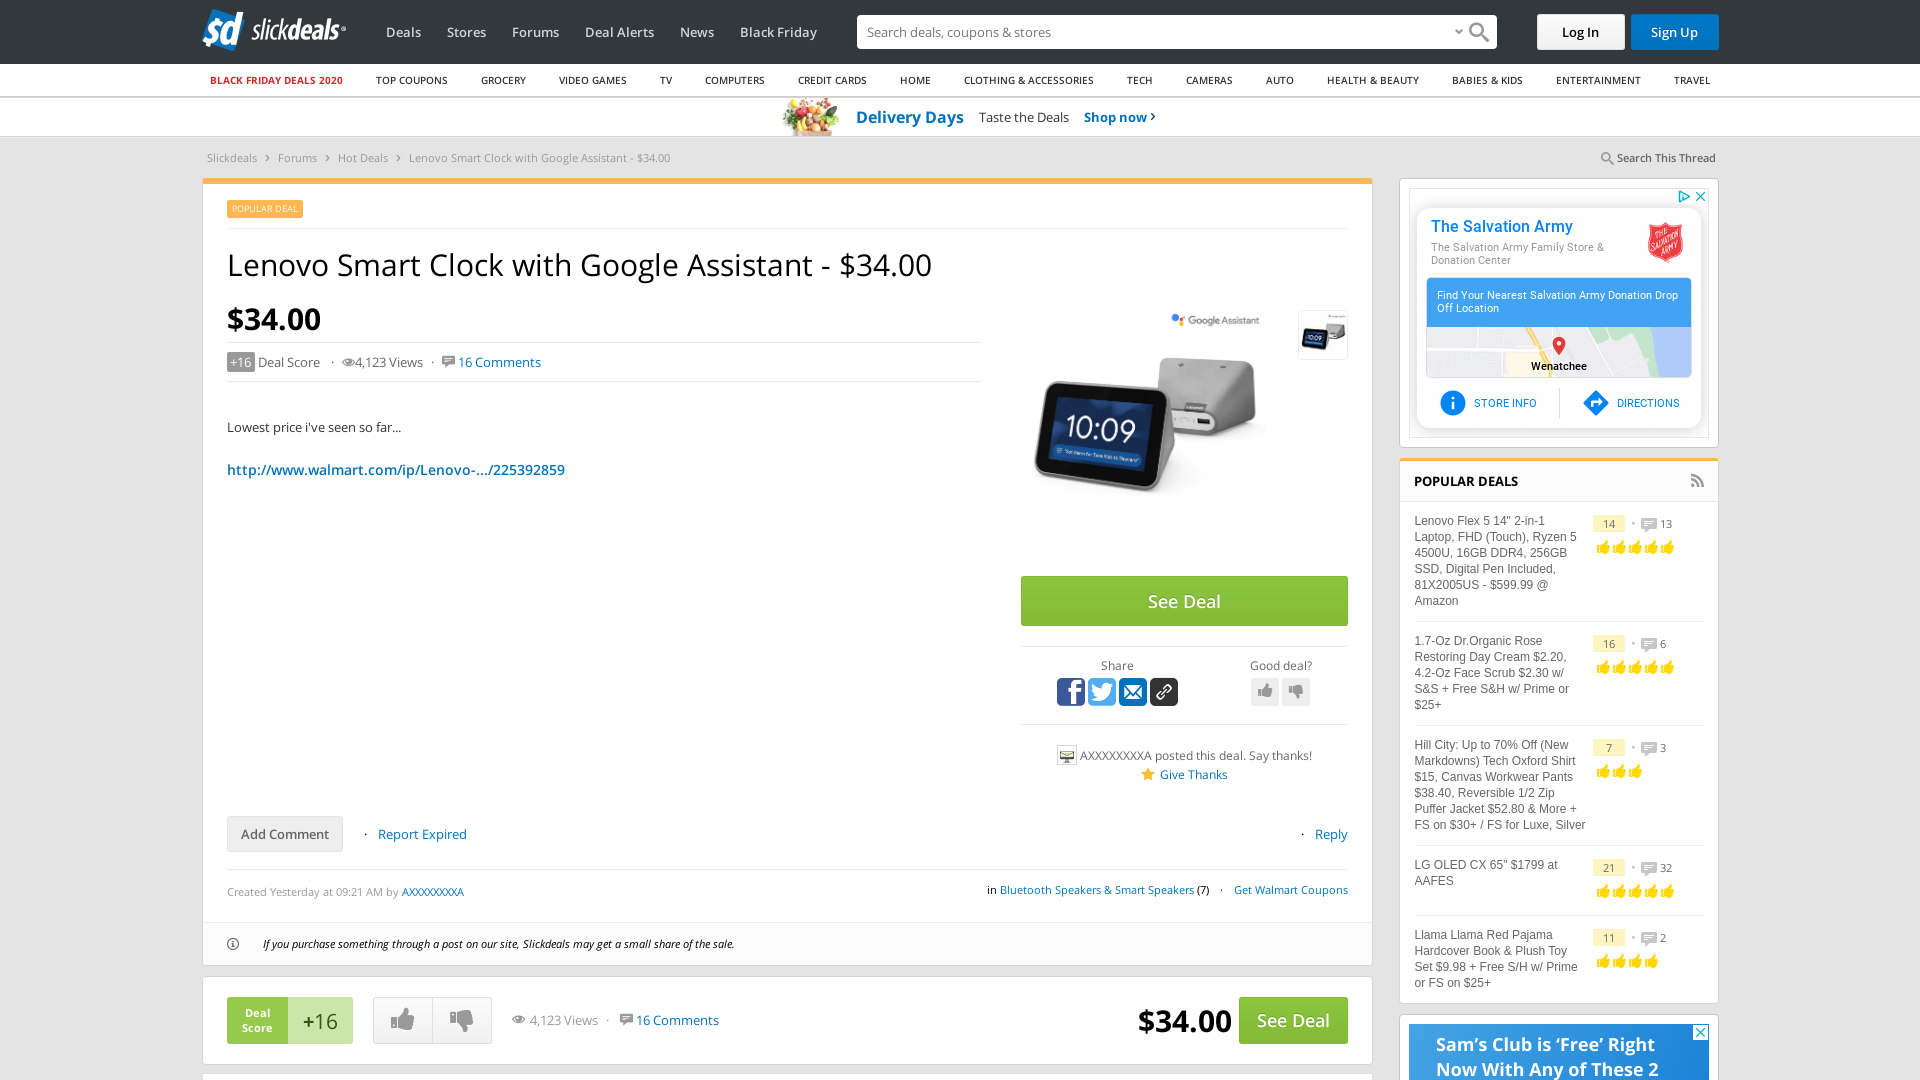 sd slickdeals
Deals
Stores
Forums
Deal Alerts
News
Black Friday
Search deals, coupons & shopping stores
Log In
Sign Up
BLACK FRIDAY DEALS 2020
TOP COUPONS
GROCERY
VIDEO GAMES
TV
COMPUTERS
CREDIT CARDS
HOME
CLOTHING & ACCESSORIES
TECH
CAMERAS
AUTO
HEALTH & BEAUTY
BABIES & KIDS
ENTERTAINMENT
TRAVEL
Delivery Days Taste the Deals Shop now
Slickdeals > Forums > Hot Deals > Lenovo Smart Clock with Google Assistant - $34.00
Search This Thread
POPULAR DEAL
Lenovo Smart Clock with Google Assistant - $34.00
$34.00
+16 Deal Score · 4,123 Views · 16 Comments
Lowest price i've seen so far...
http://www.walmart.com/ip/Lenovo-.../225392859
Google Assistant
10:09
See Deal
Share
Good deal?
AXXXXXXXXA posted this deal. Say thanks!
Give Thanks
Add Comment
· Report Expired
· Reply
Created Yesterday at 09:21 AM by AXXXXXXXXA
in Bluetooth Speakers & Smart Speakers (7) · Get Walmart Coupons
If you purchase something through a post on our site, Slickdeals may get a small share of the sale.
Deal
Score
+16
4,123 Views · 16 Comments
$34.00
See Deal
The Salvation Army
The Salvation Army Family Store &
Donation Center
THE
SALVATION
ARMY
Find Your Nearest Salvation Army Donation Drop
Off Location
Wenatchee
STORE INFO
DIRECTIONS
POPULAR DEALS
Lenovo Flex 5 14" 2-in-1
Laptop, FHD (Touch), Ryzen 5
4500U, 16GB DDR4, 256GB
SSD, Digital Pen Included,
81X2005US - $599.99 @
Amazon
14 • 13
1.7-Oz Dr.Organic Rose
Restoring Day Cream $2.20,
4.2-Oz Face Scrub $2.30 w/
S&S + Free S&H w/ Prime or
$25+
16 • 6
Hill City: Up to 70% Off (New
Markdowns) Tech Oxford Shirt
$15, Canvas Workwear Pants
$38.40, Reversible 1/2 Zip
Puffer Jacket $52.80 & More +
FS on $30+ / FS for Luxe, Silver
7 • 3
LG OLED CX 65" $1799 at
AAFES
21 • 32
Llama Llama Red Pajama
Hardcover Book & Plush Toy
Set $9.98 + Free S/H w/ Prime
or FS on $25+
11 • 2
Sam's Club is 'Free' Right
Now With Any of These 2